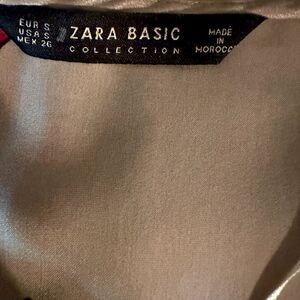 EUR S
USA S
MEX 26
ZARA BASIC
COLLECTION
MADE
IN
MOROCCO